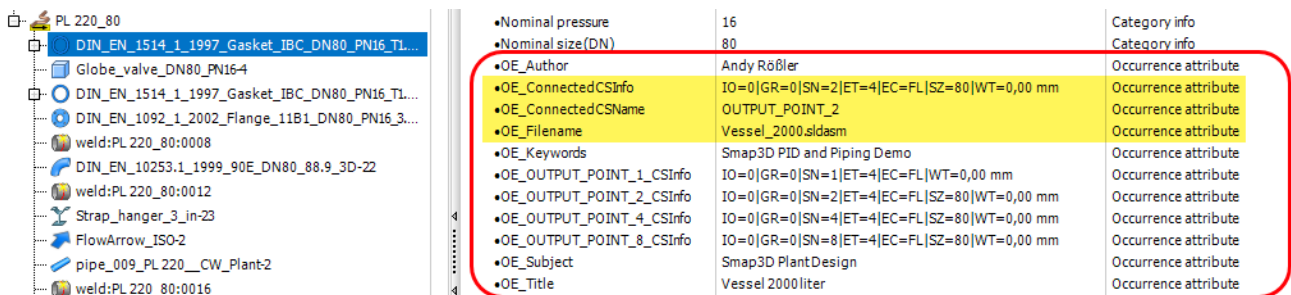 PL 220_80
DIN_EN_1514_1_1997_Gasket_IBC_DN80_PN16_T1....
Globe_valve_DN80_PN16-4
DIN_EN_1514_1_1997_Gasket_IBC_DN80_PN16_T1....
DIN_EN_1092_1_2002_Flange_11B1_DN80_PN16_3....
weld:PL 220_80:0008
DIN_EN_10253.1_1999_90E_DN80_88.9_3D-22
weld:PL 220_80:0012
Strap_hanger_3_in-23
FlowArrow_ISO-2
pipe_009_PL 220__CW_Plant-2
weld:PL 220_80:0016
•Nominal pressure 16 Category info
•Nominal size(DN) 80 Category info
•OE_Author Andy Rößler Occurrence attribute
•OE_ConnectedCSInfo IO=0|GR=0|SN=2|ET=4|EC=FL|SZ=80|WT=0,00 mm Occurrence attribute
•OE_ConnectedCSName OUTPUT_POINT_2 Occurrence attribute
•OE_Filename Vessel_2000.sldasm Occurrence attribute
•OE_Keywords Smap3D PID and Piping Demo Occurrence attribute
•OE_OUTPUT_POINT_1_CSInfo IO=0|GR=0|SN=1|ET=4|EC=FL|WT=0,00 mm Occurrence attribute
•OE_OUTPUT_POINT_2_CSInfo IO=0|GR=0|SN=2|ET=4|EC=FL|SZ=80|WT=0,00 mm Occurrence attribute
•OE_OUTPUT_POINT_4_CSInfo IO=0|GR=0|SN=4|ET=4|EC=FL|SZ=80|WT=0,00 mm Occurrence attribute
•OE_OUTPUT_POINT_8_CSInfo IO=0|GR=0|SN=8|ET=4|EC=FL|SZ=80|WT=0,00 mm Occurrence attribute
•OE_Subject Smap3D PlantDesign Occurrence attribute
•OE_Title Vessel 2000liter Occurrence attribute